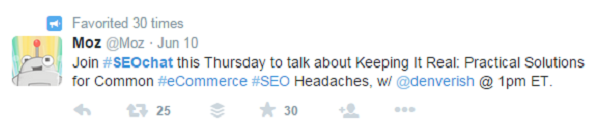 Favorited 30 times
Moz @Moz · Jun 10
Join #SEOchat this Thursday to talk about Keeping It Real: Practical Solutions
for Common #eCommerce #SEO Headaches, w/ @denverish @ 1pm ET.
25 30